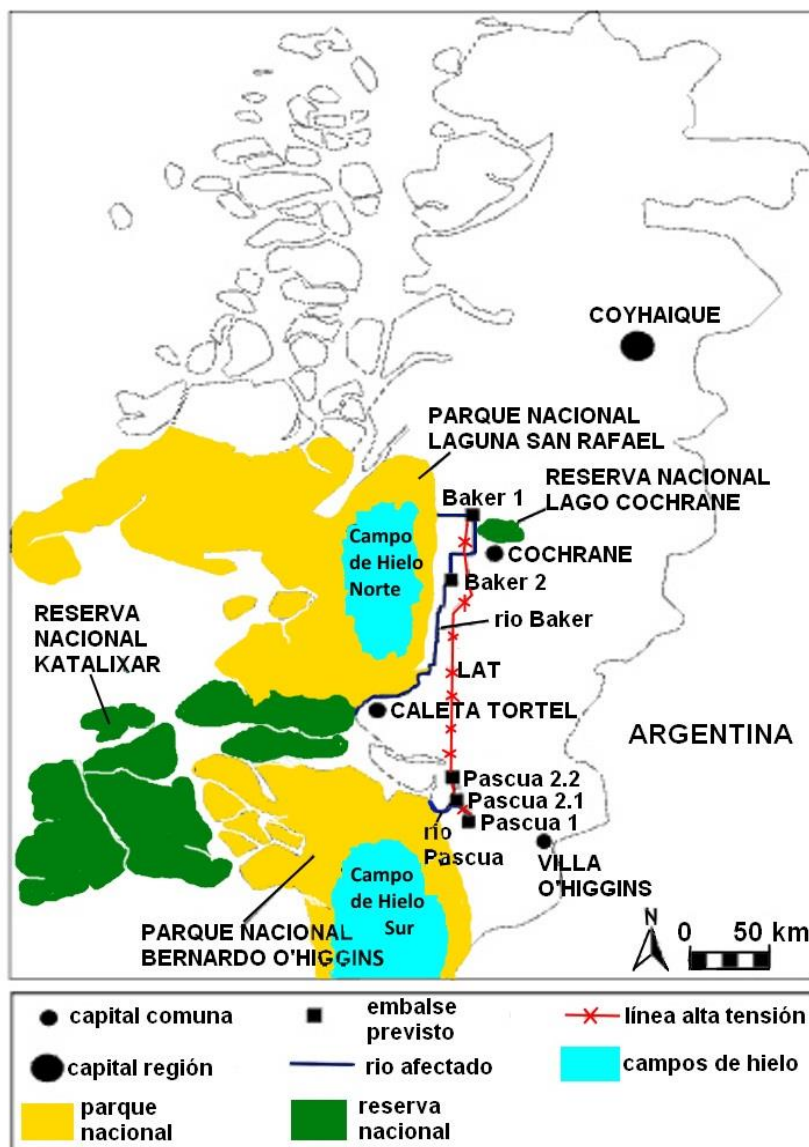 COYHAIQUE
PARQUE NACIONAL
LAGUNA SAN RAFAEL
RESERVA NACIONAL
LAGO COCHRANE
Baker 1
Campo
de Hielo
Norte
COCHRANE
Baker 2
rio Baker
RESERVA
NACIONAL
KATALIXAR
LAT
CALETA TORTEL
ARGENTINA
Pascua 2.2
Pascua 2.1
Pascua 1
río
Pascua
VILLA
O'HIGGINS
Campo
de Hielo
Sur
PARQUE NACIONAL
BERNARDO O'HIGGINS
N
0 50 km
capital comuna
embalse
previsto
línea alta tensión
capital región
rio afectado
campos de hielo
parque
nacional
reserva
nacional